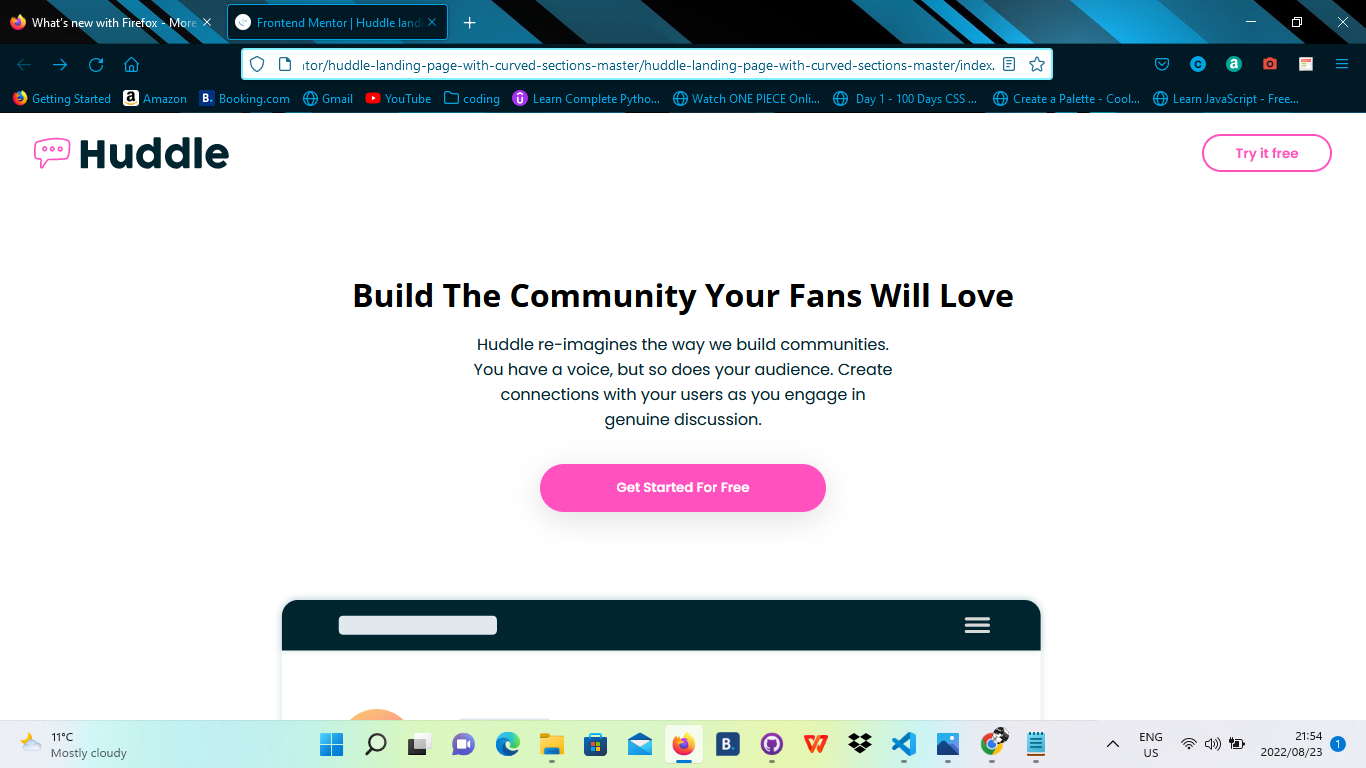 What's new with Firefox - More
Frontend Mentor | Huddle land
tor/huddle-landing-page-with-curved-sections-master/huddle-landing-page-with-curved-sections-master/index.
Getting Started
Amazon
Booking.com
Gmail
YouTube
coding
Learn Complete Pytho...
Watch ONE PIECE Onli...
Day 1 - 100 Days CSS ...
Create a Palette - Cool...
Learn JavaScript - Free...
Huddle
Try it free
Build The Community Your Fans Will Love
Huddle re-imagines the way we build communities.
You have a voice, but so does your audience. Create
connections with your users as you engage in
genuine discussion.
Get Started For Free
11°C
Mostly cloudy
ENG
US
21:54
2022/08/23
1